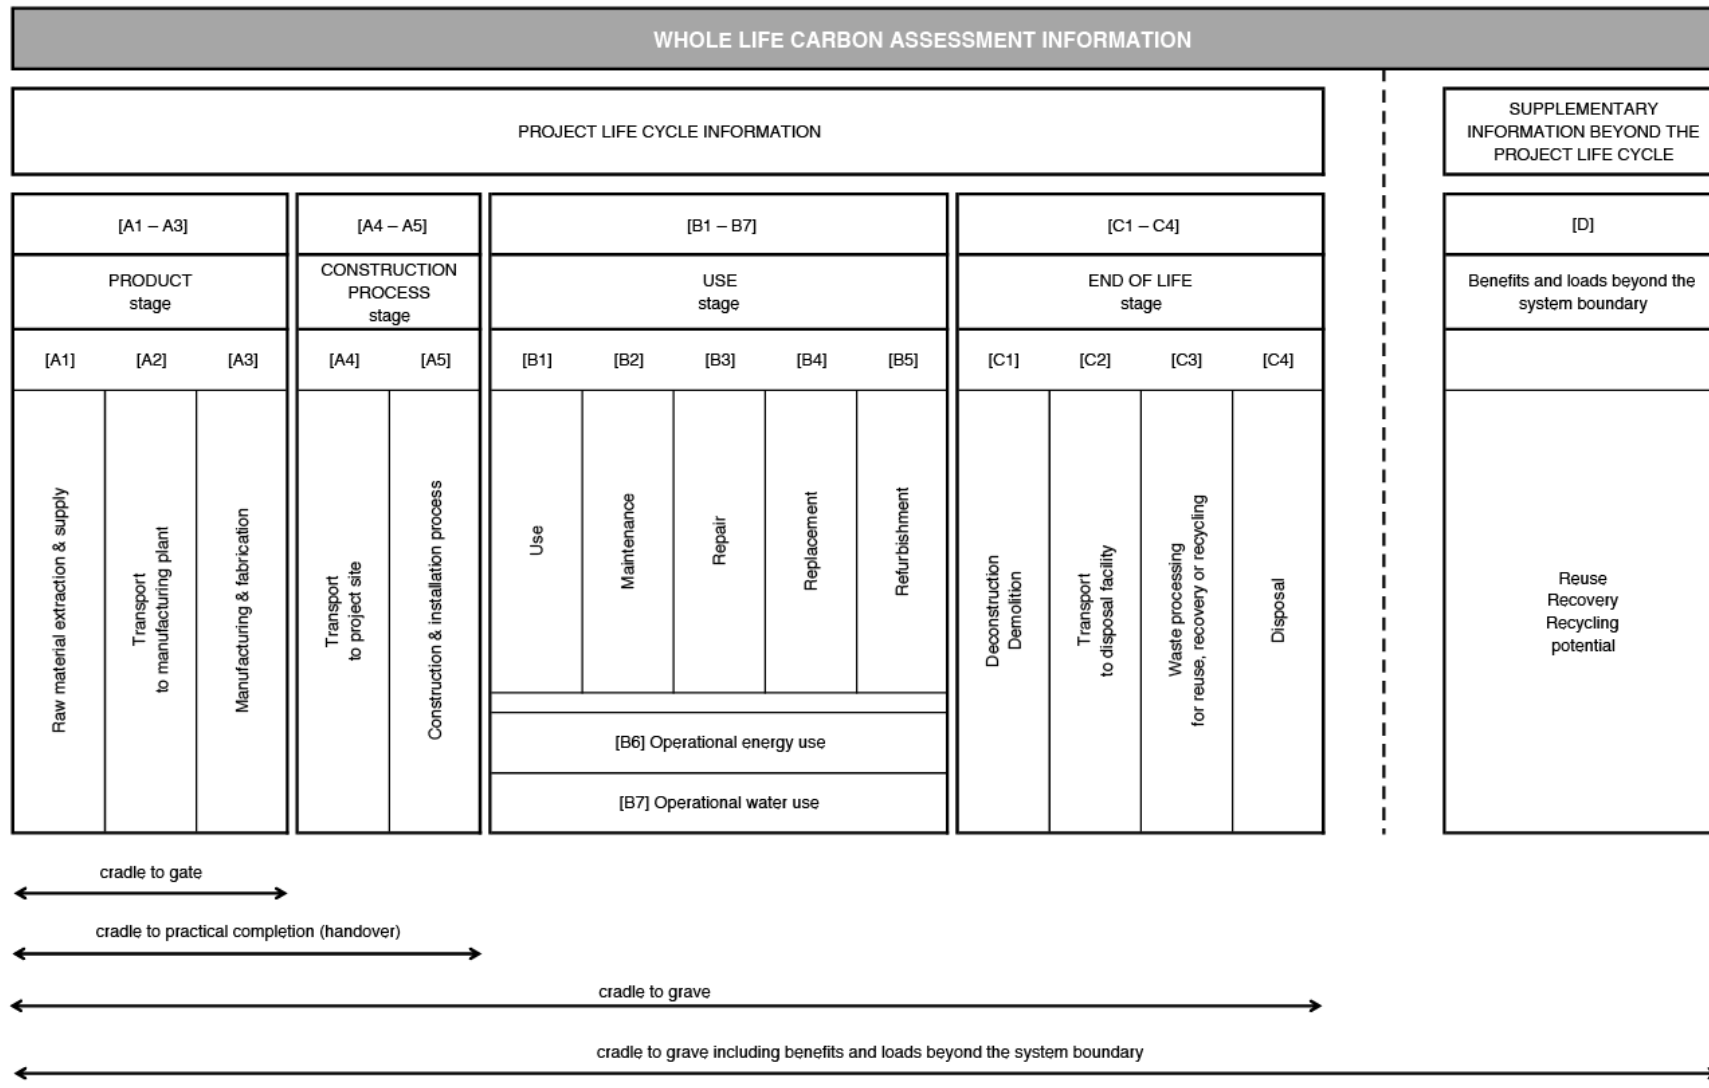 WHOLE LIFE CARBON ASSESSMENT INFORMATION
PROJECT LIFE CYCLE INFORMATION
SUPPLEMENTARY
INFORMATION BEYOND THE
PROJECT LIFE CYCLE
[A1 – A3]
[A4 – A5]
[B1 – B7]
[C1 – C4]
[D]
PRODUCT
stage
CONSTRUCTION
PROCESS
stage
USE
stage
END OF LIFE
stage
Benefits and loads beyond the
system boundary
[A1]
[A2]
[A3]
[A4]
[A5]
[B1]
[B2]
[B3]
[B4]
[B5]
[C1]
[C2]
[C3]
[C4]
Raw material extraction & supply
Transport
to manufacturing plant
Manufacturing & fabrication
Transport
to project site
Construction & installation process
Use
Maintenance
Repair
Replacement
Refurbishment
[B6] Operational energy use
[B7] Operational water use
Deconstruction
Demolition
Transport
to disposal facility
Waste processing
for reuse, recovery or recycling
Disposal
Reuse
Recovery
Recycling
potential
cradle to gate
cradle to practical completion (handover)
cradle to grave
cradle to grave including benefits and loads beyond the system boundary